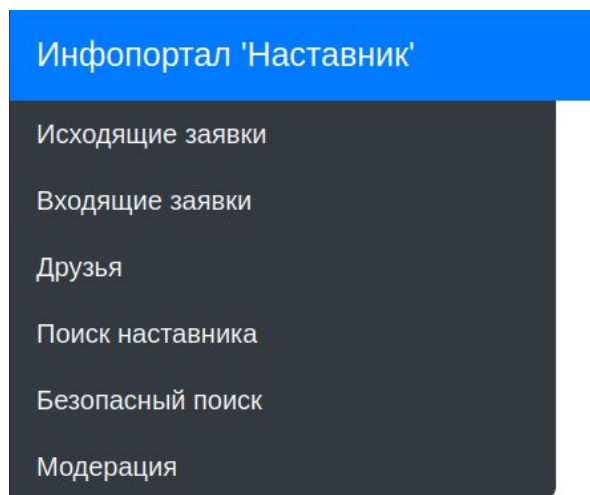 Инфопортал 'Наставник'
Исходящие заявки
Входящие заявки
Друзья
Поиск наставника
Безопасный поиск
Модерация